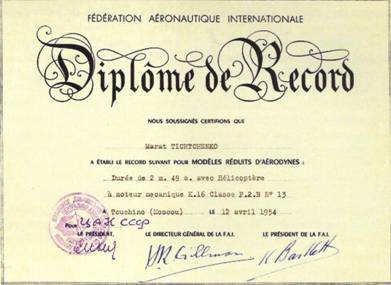 FÉDÉRATION AÉRONAUTIQUE INTERNATIONALE
Diplôme de Record
NOUS SOUSSIGNÉS CERTIFIONS QUE
Marat TICHTCHENKO
A ÉTABLI LE RECORD SUIVANT POUR MODÈLES RÉDUITS D'AÉRODYNES :
Durée de 2 m. 49 s. avec Hélicoptère
à moteur mecanique K.16 Classe F.2.B N° 13
A Touchino (Moscou) LE 12 avril 1954
Pour ЦАК СССР
LE PRÉSIDENT, LE DIRECTEUR GÉNÉRAL DE LA F.A.I. LE PRÉSIDENT DE LA F.A.I.